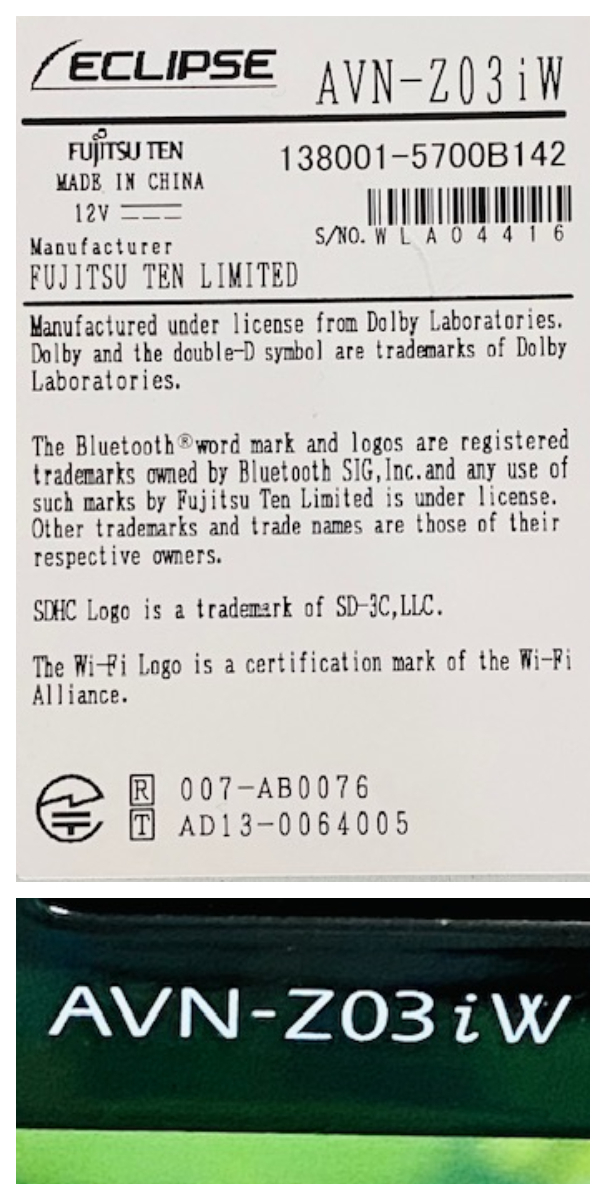 ECLIPSE AVN-Z03iW
FUJITSU TEN
MADE IN CHINA
12V
138001-5700B142
S/NO. W L A 0 4 4 1 6
Manufacturer
FUJITSU TEN LIMITED
Manufactured under license from Dolby Laboratories.
Dolby and the double-D symbol are trademarks of Dolby
Laboratories.
The Bluetooth®word mark and logos are registered
trademarks owned by Bluetooth SIG,Inc.and any use of
such marks by Fujitsu Ten Limited is under license.
Other trademarks and trade names are those of their
respective owners.
SDHC Logo is a trademark of SD-3C,LLC.
The Wi-Fi Logo is a certification mark of the Wi-Fi
Alliance.
R 007-AB0076
T AD13-0064005
AVN-Z03iW